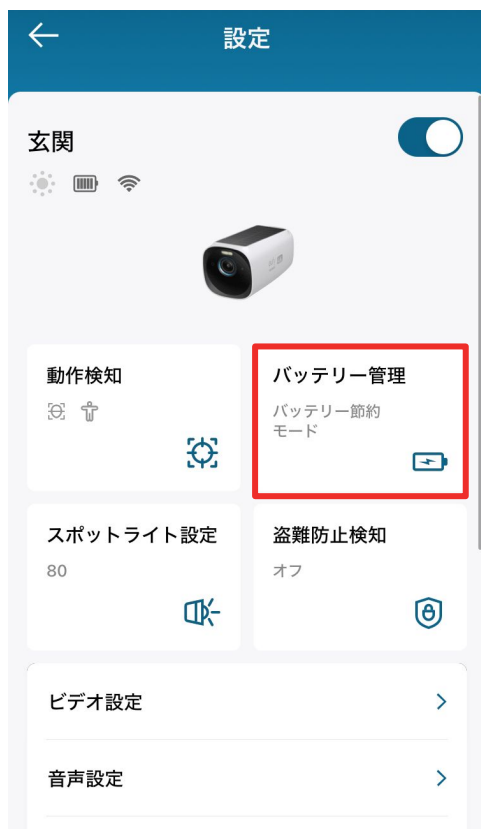 設定
玄関
動作検知
バッテリー管理
バッテリー節約
モード
スポットライト設定
80
盗難防止検知
オフ
ビデオ設定
音声設定